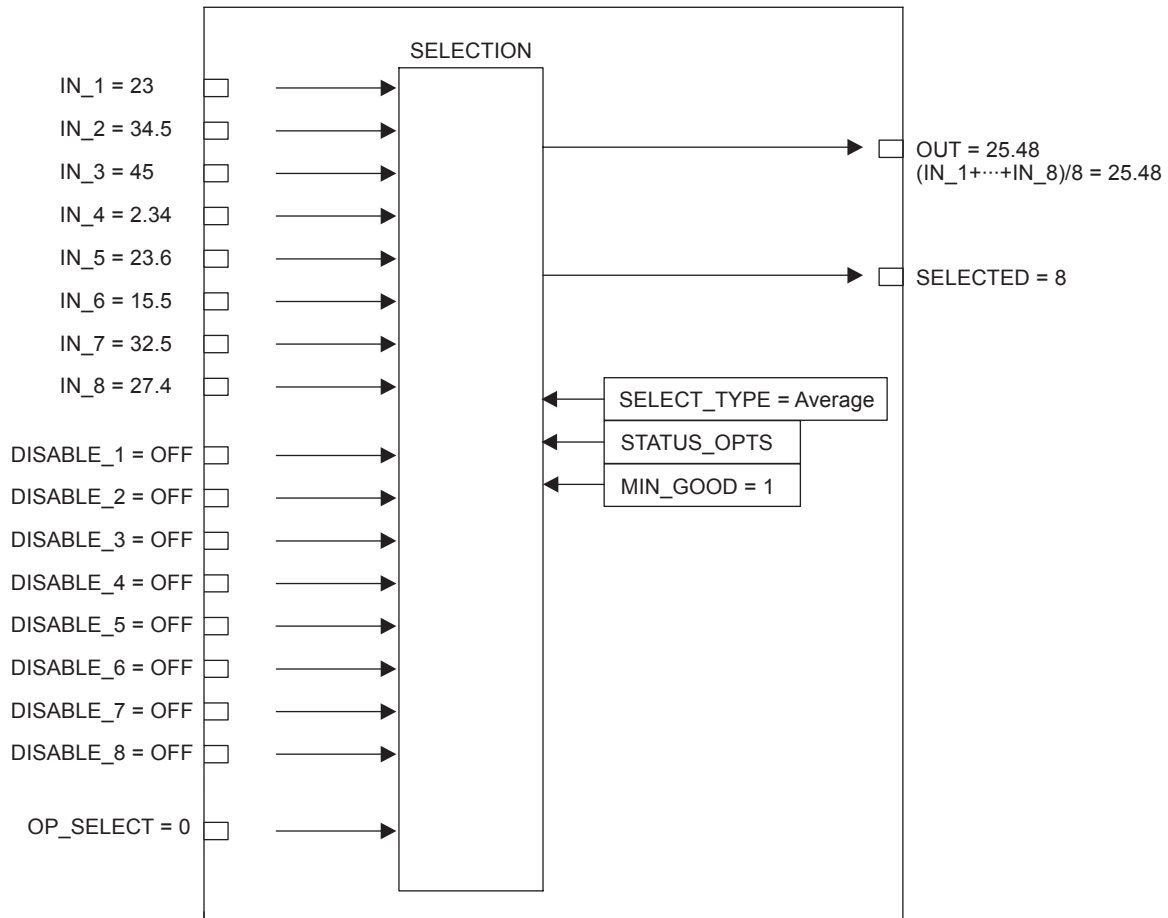 SELECTION
IN_1 = 23
IN_2 = 34.5
IN_3 = 45
IN_4 = 2.34
IN_5 = 23.6
IN_6 = 15.5
IN_7 = 32.5
IN_8 = 27.4
DISABLE_1 = OFF
DISABLE_2 = OFF
DISABLE_3 = OFF
DISABLE_4 = OFF
DISABLE_5 = OFF
DISABLE_6 = OFF
DISABLE_7 = OFF
DISABLE_8 = OFF
OP_SELECT = 0
OUT = 25.48
(IN_1+···+IN_8)/8 = 25.48
SELECTED = 8
SELECT_TYPE = Average
STATUS_OPTS
MIN_GOOD = 1